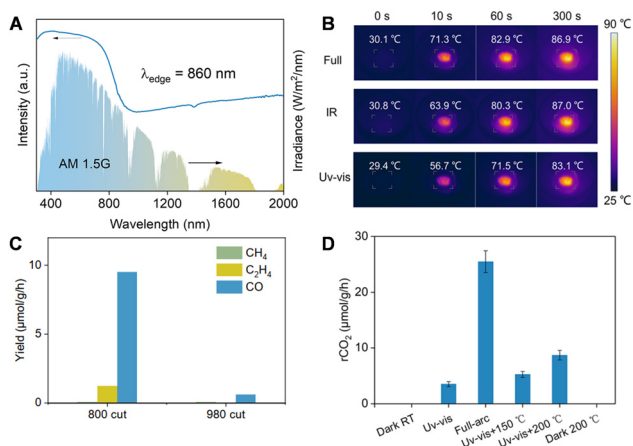 A
λedge = 860 nm
AM 1.5G
Intensity (a.u.)
Irradiance (W/m²/nm)
400 800 1200 1600 2000
Wavelength (nm)
B
0 s 10 s 60 s 300 s
Full 30.1 ℃ 71.3 ℃ 82.9 ℃ 86.9 ℃
IR 30.8 ℃ 63.9 ℃ 80.3 ℃ 87.0 ℃
Uv-vis 29.4 ℃ 56.7 ℃ 71.5 ℃ 83.1 ℃
90 ℃
25 ℃
C
CH₄
C₂H₄
CO
Yield (μmol/g/h)
10
5
0
800 cut 980 cut
D
rCO₂ (μmol/g/h)
40
30
20
10
0
Dark RT Uv-vis Full-arc Uv-vis+150 ℃ Uv-vis+200 ℃ Dark 200 ℃